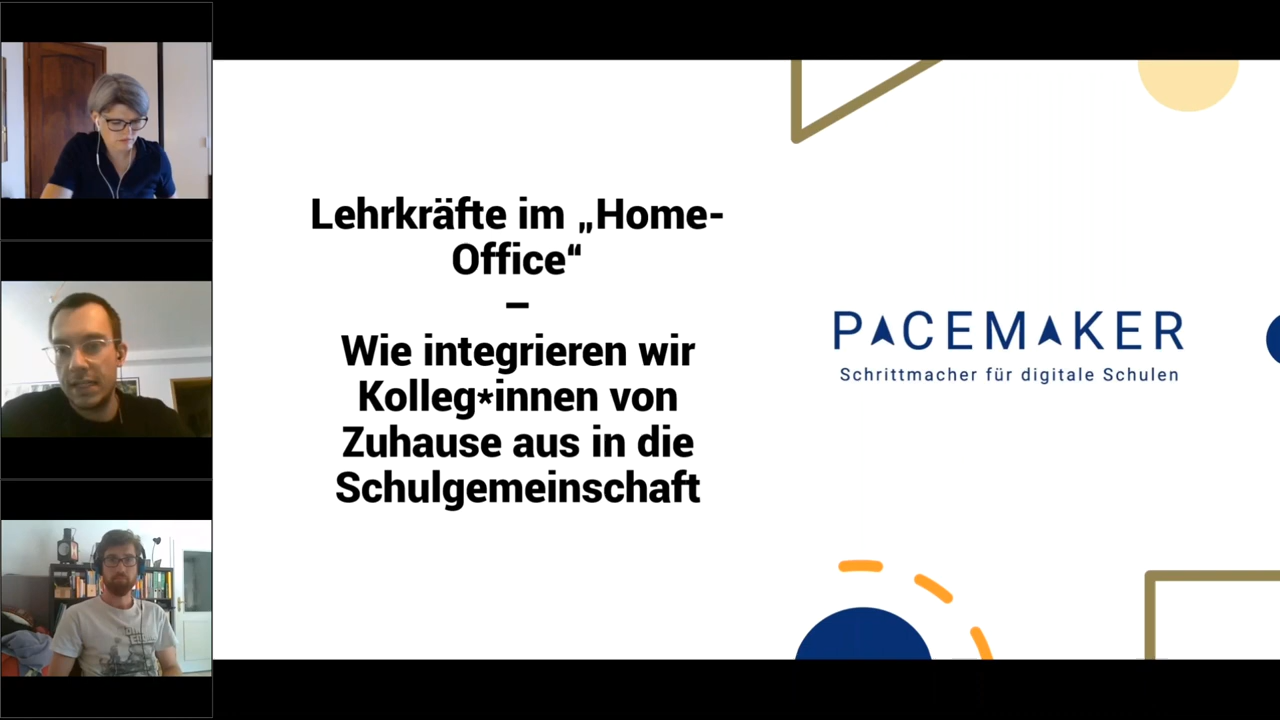 Lehrkräfte im „Home-
Office“
–
Wie integrieren wir
Kolleg*innen von
Zuhause aus in die
Schulgemeinschaft
PACEMAKER
Schrittmacher für digitale Schulen